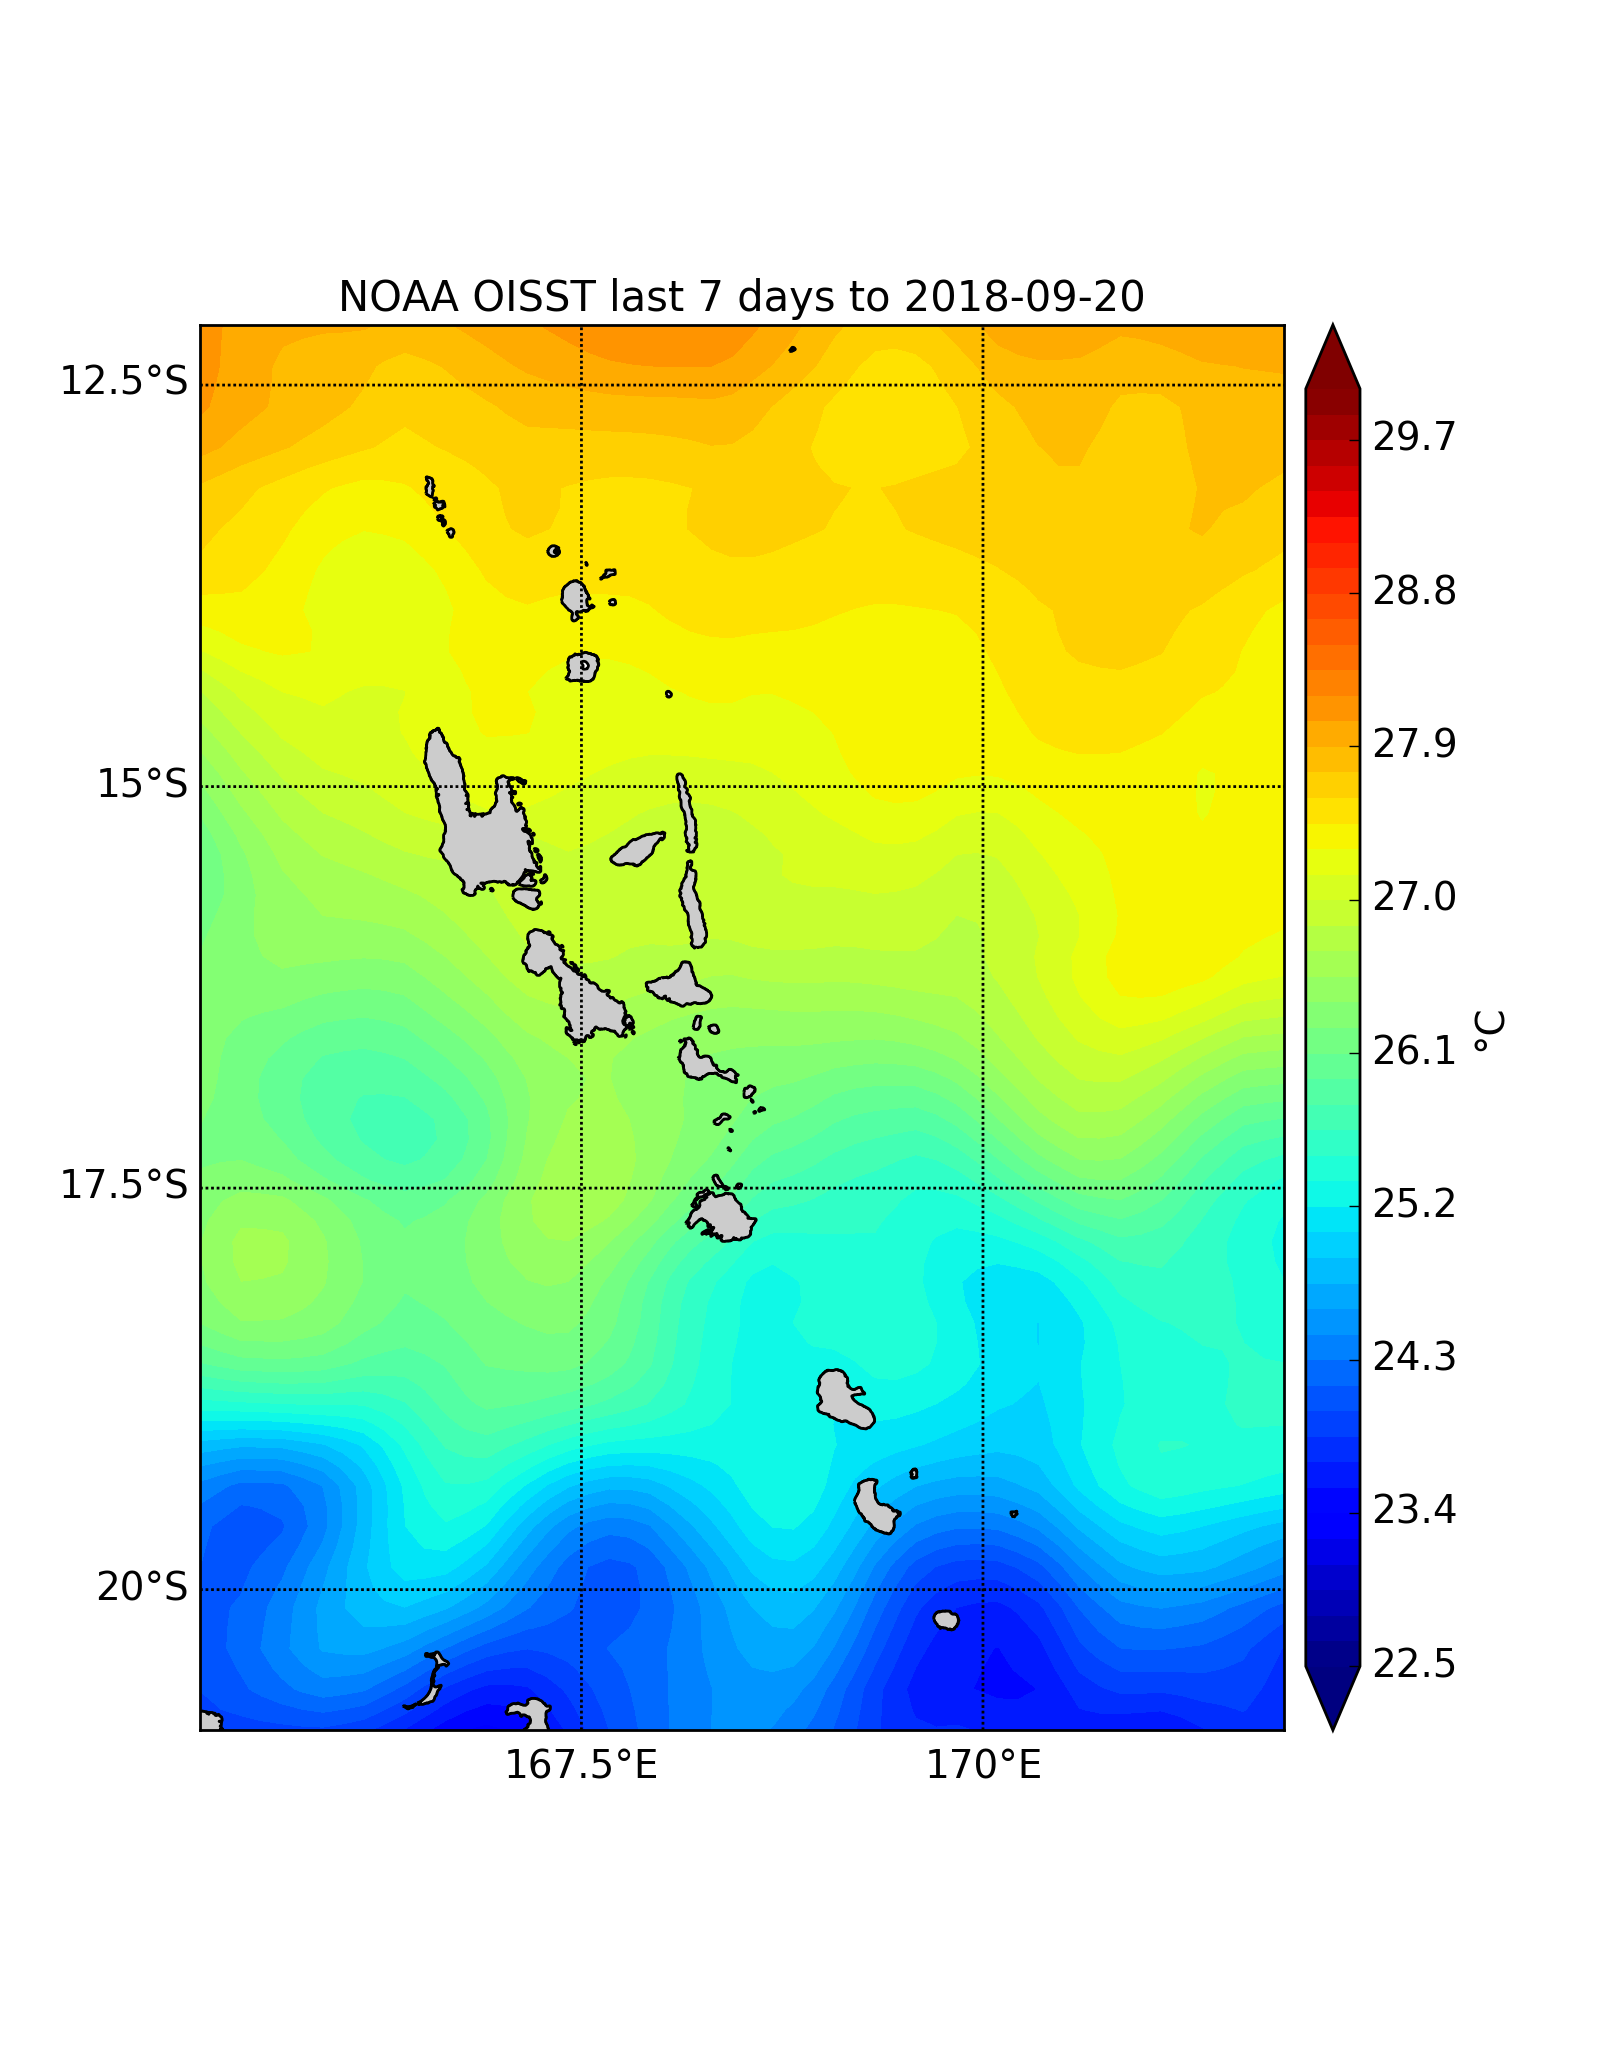 NOAA OISST last 7 days to 2018-09-20
12.5°S
15°S
17.5°S
20°S
167.5°E
170°E
29.7
28.8
27.9
27.0
26.1
25.2
24.3
23.4
22.5
°C